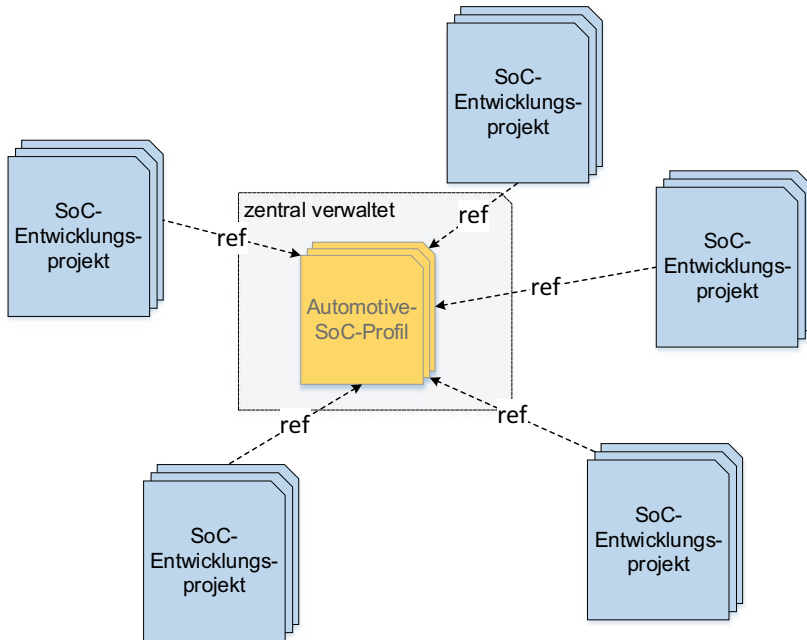 SoC-
Entwicklungs-
projekt
SoC-
Entwicklungs-
projekt
zentral verwaltet
ref
ref
SoC-
Entwicklungs-
projekt
ref
Automotive-
SoC-Profil
ref
ref
SoC-
Entwicklungs-
projekt
SoC-
Entwicklungs-
projekt